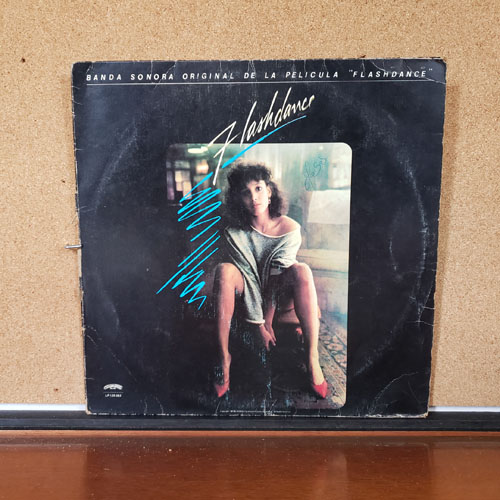 BANDA SONORA ORIGINAL DE LA PELICULA "FLASHDANCE"
Flashdance